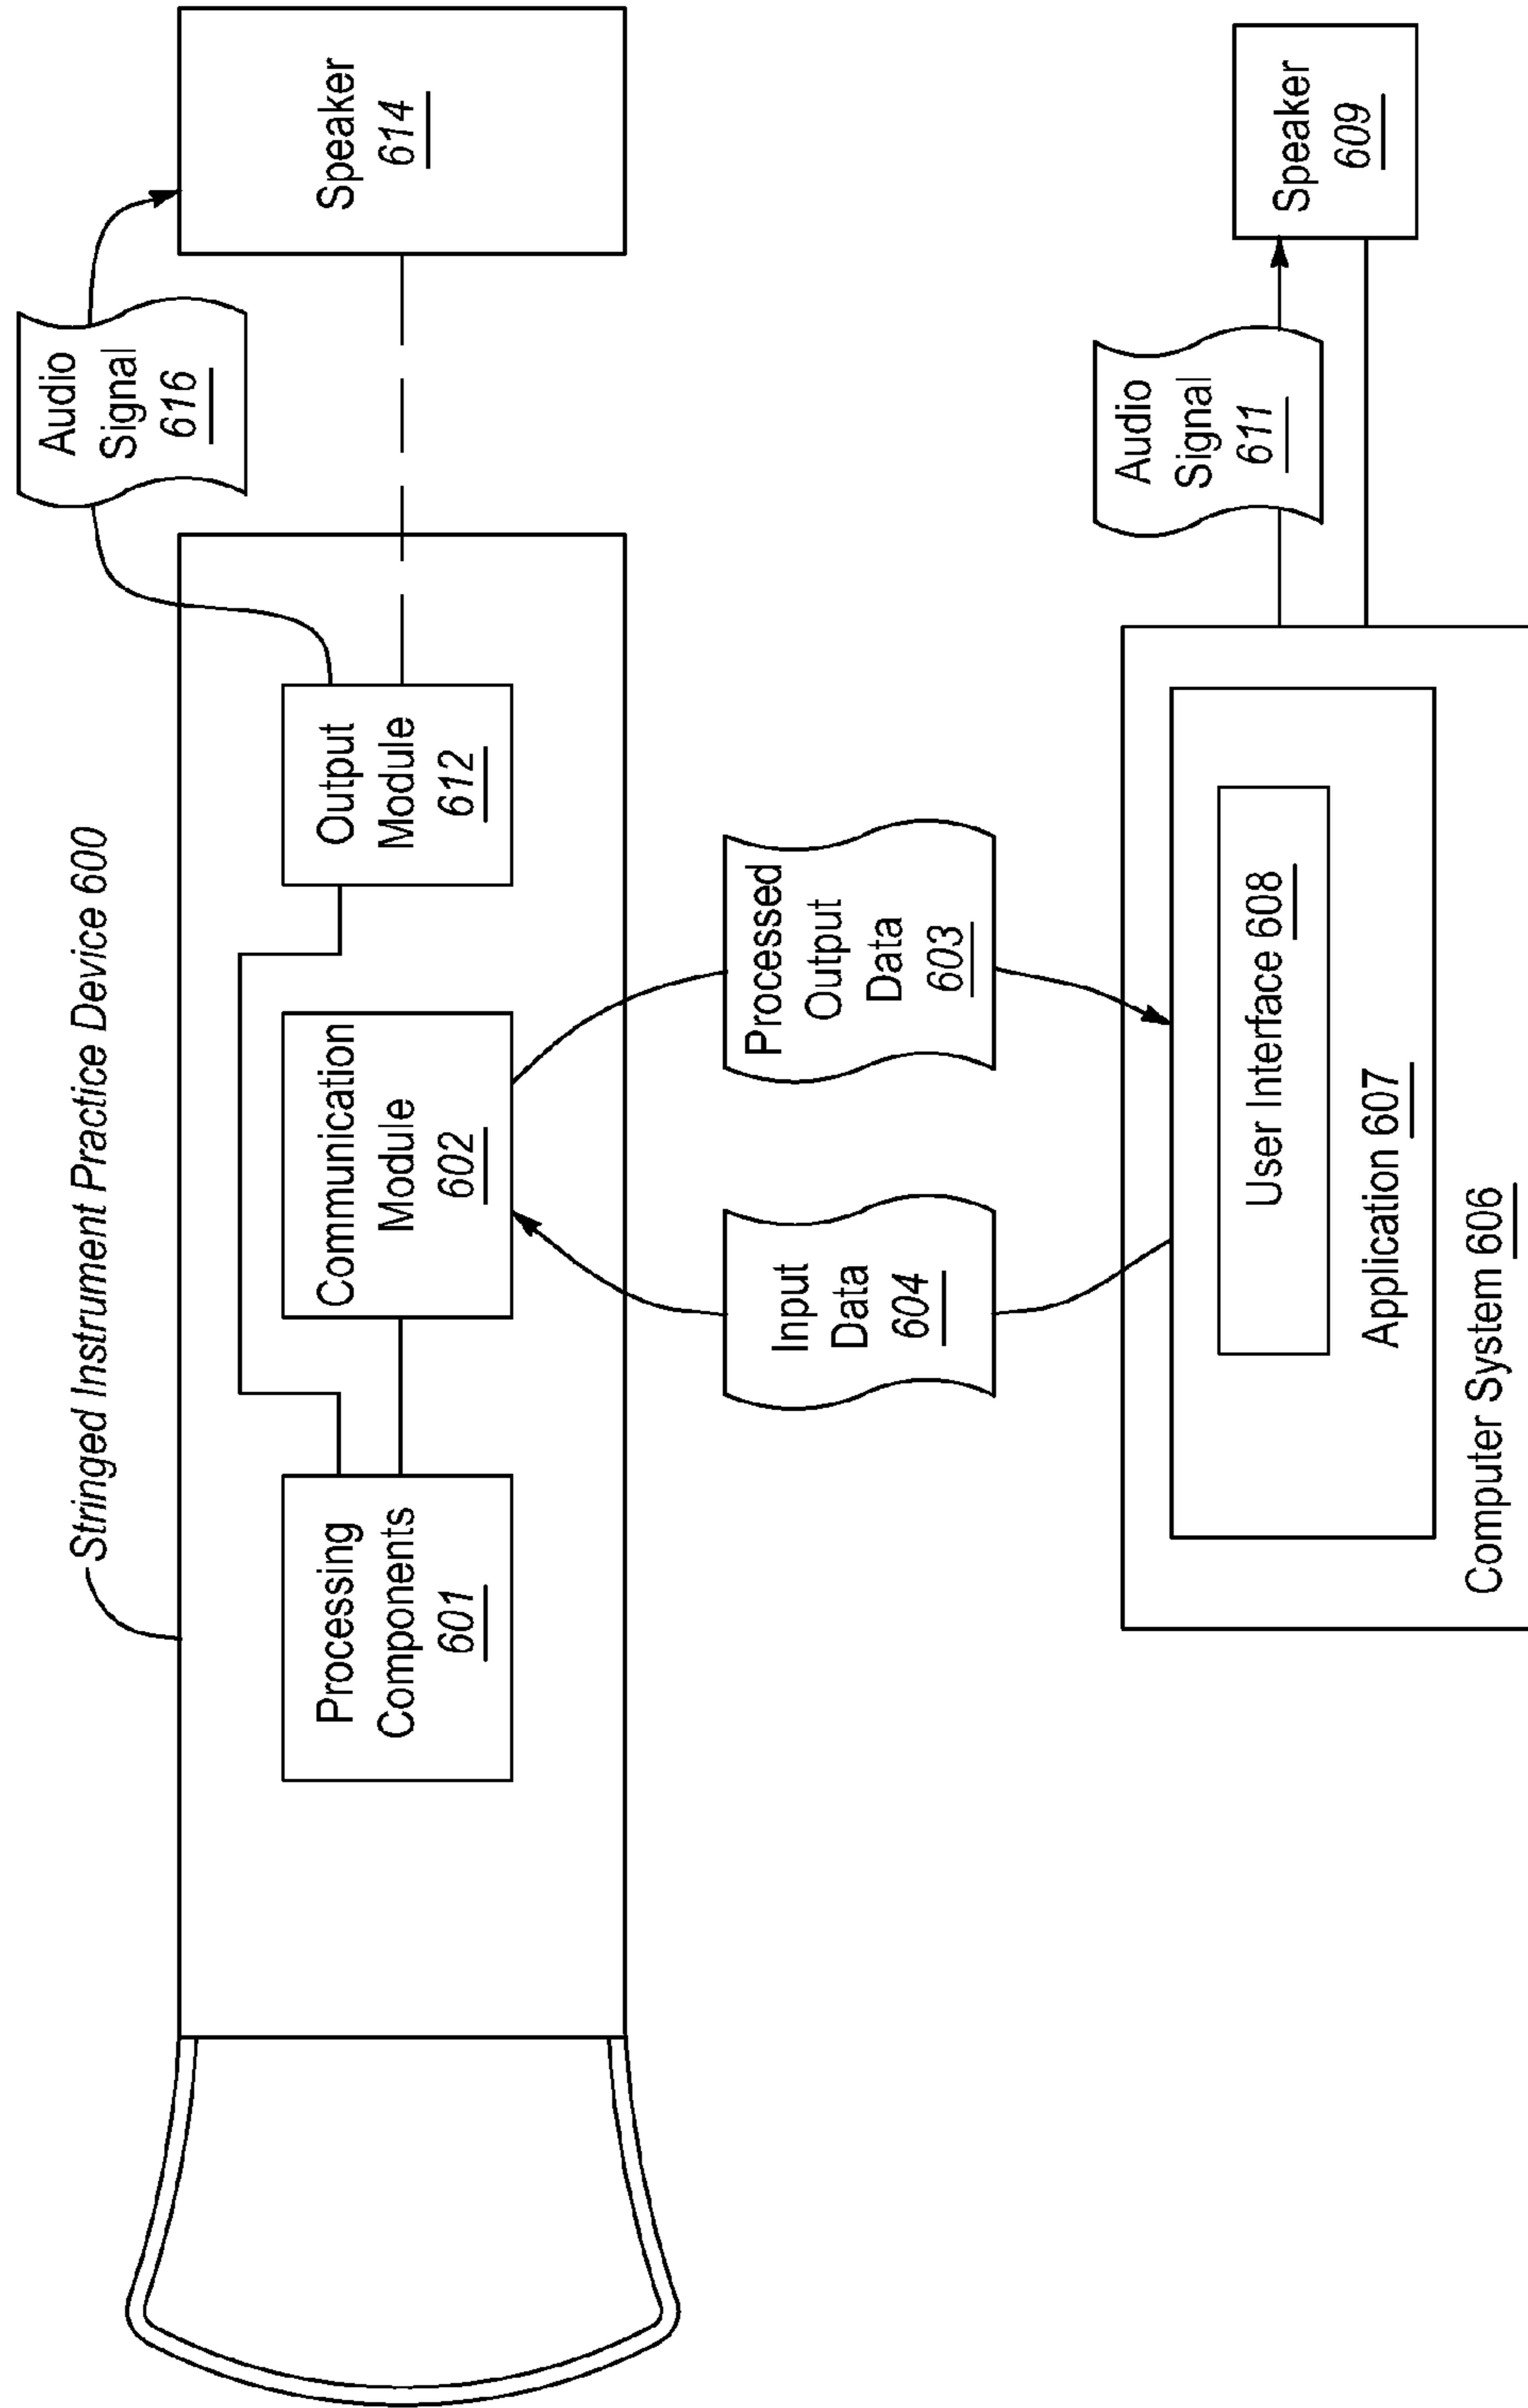 Stringed Instrument Practice Device 600
Processing
Components
601
Communication
Module
602
Output
Module
612
Audio
Signal
616
Speaker
614
Input
Data
604
Processed
Output
Data
603
User Interface 608
Application 607
Computer System 606
Audio
Signal
611
Speaker
609